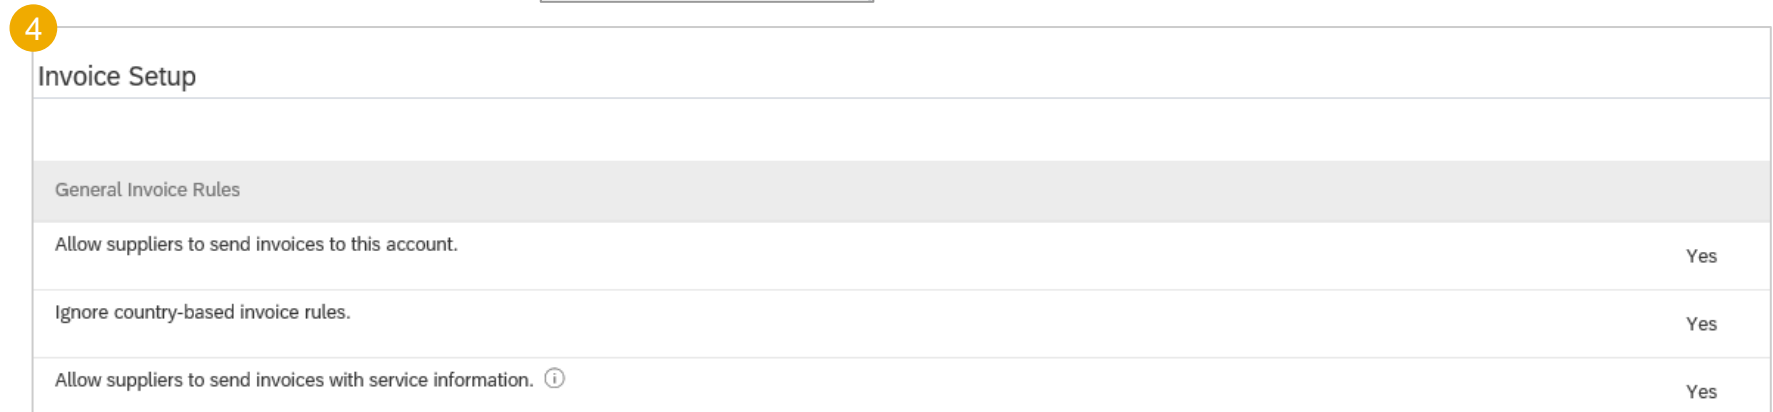 4
Invoice Setup
General Invoice Rules
Allow suppliers to send invoices to this account.
Yes
Ignore country-based invoice rules.
Yes
Allow suppliers to send invoices with service information.
Yes